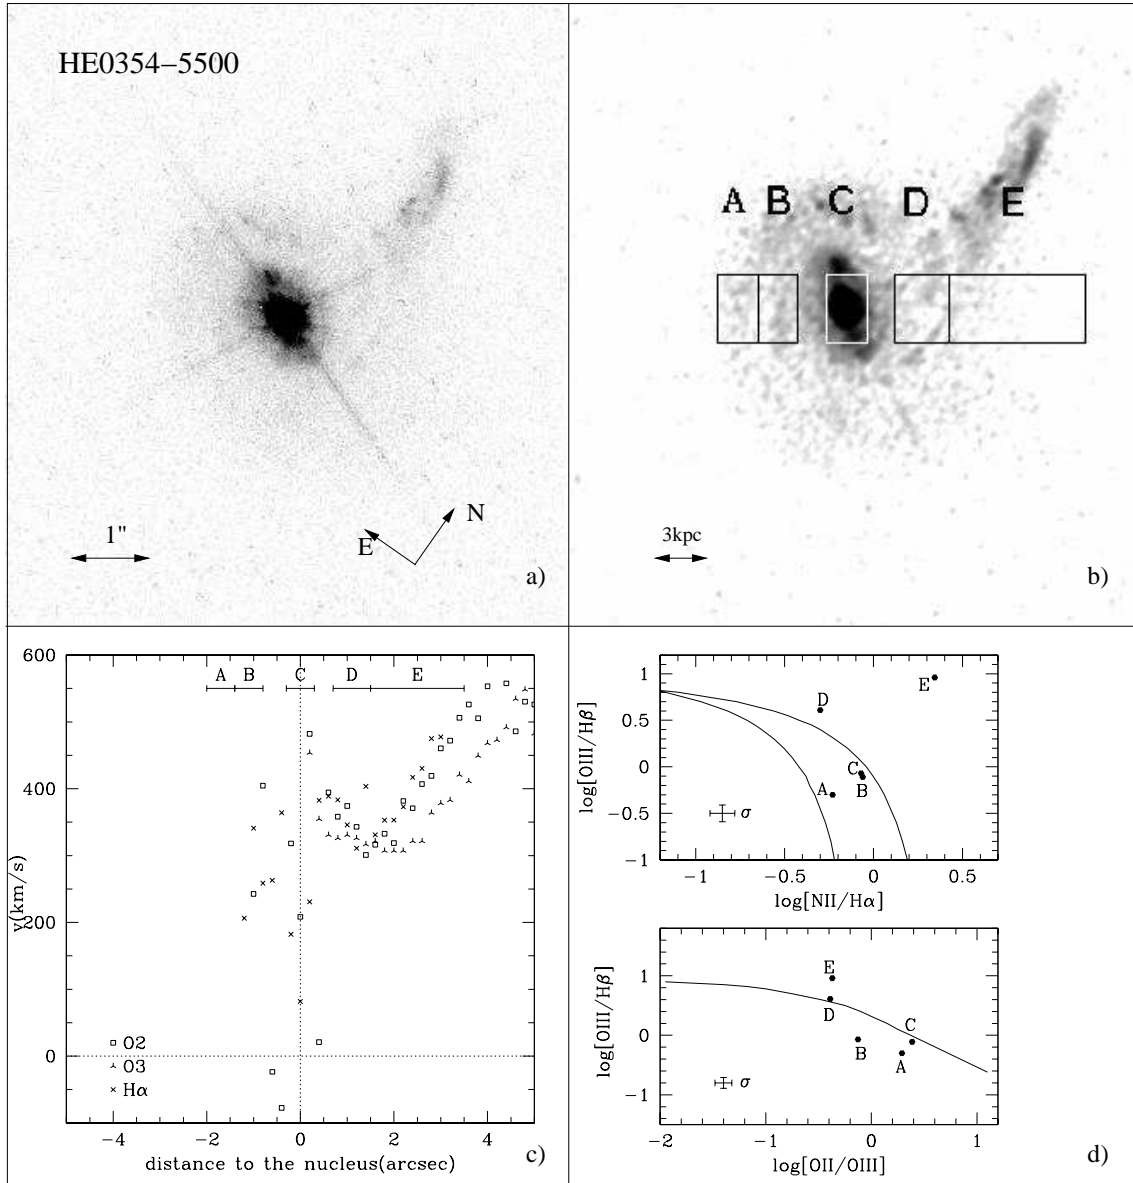 HE0354−5500
1"
N
E
a)
A B C D E
3kpc
b)
600
400
200
0
v(km/s)
A B C D E
O2
O3
Hα
−4 −2 0 2 4
distance to the nucleus(arcsec)
c)
1
0.5
0
−0.5
−1
log[OIII/Hβ]
E
D
C
A
B
σ
−1 −0.5 0 0.5
log[NII/Hα]
1
0
−1
log[OIII/Hβ]
E
D
C
B
A
σ
−2 −1 0 1
log[OII/OIII]
d)